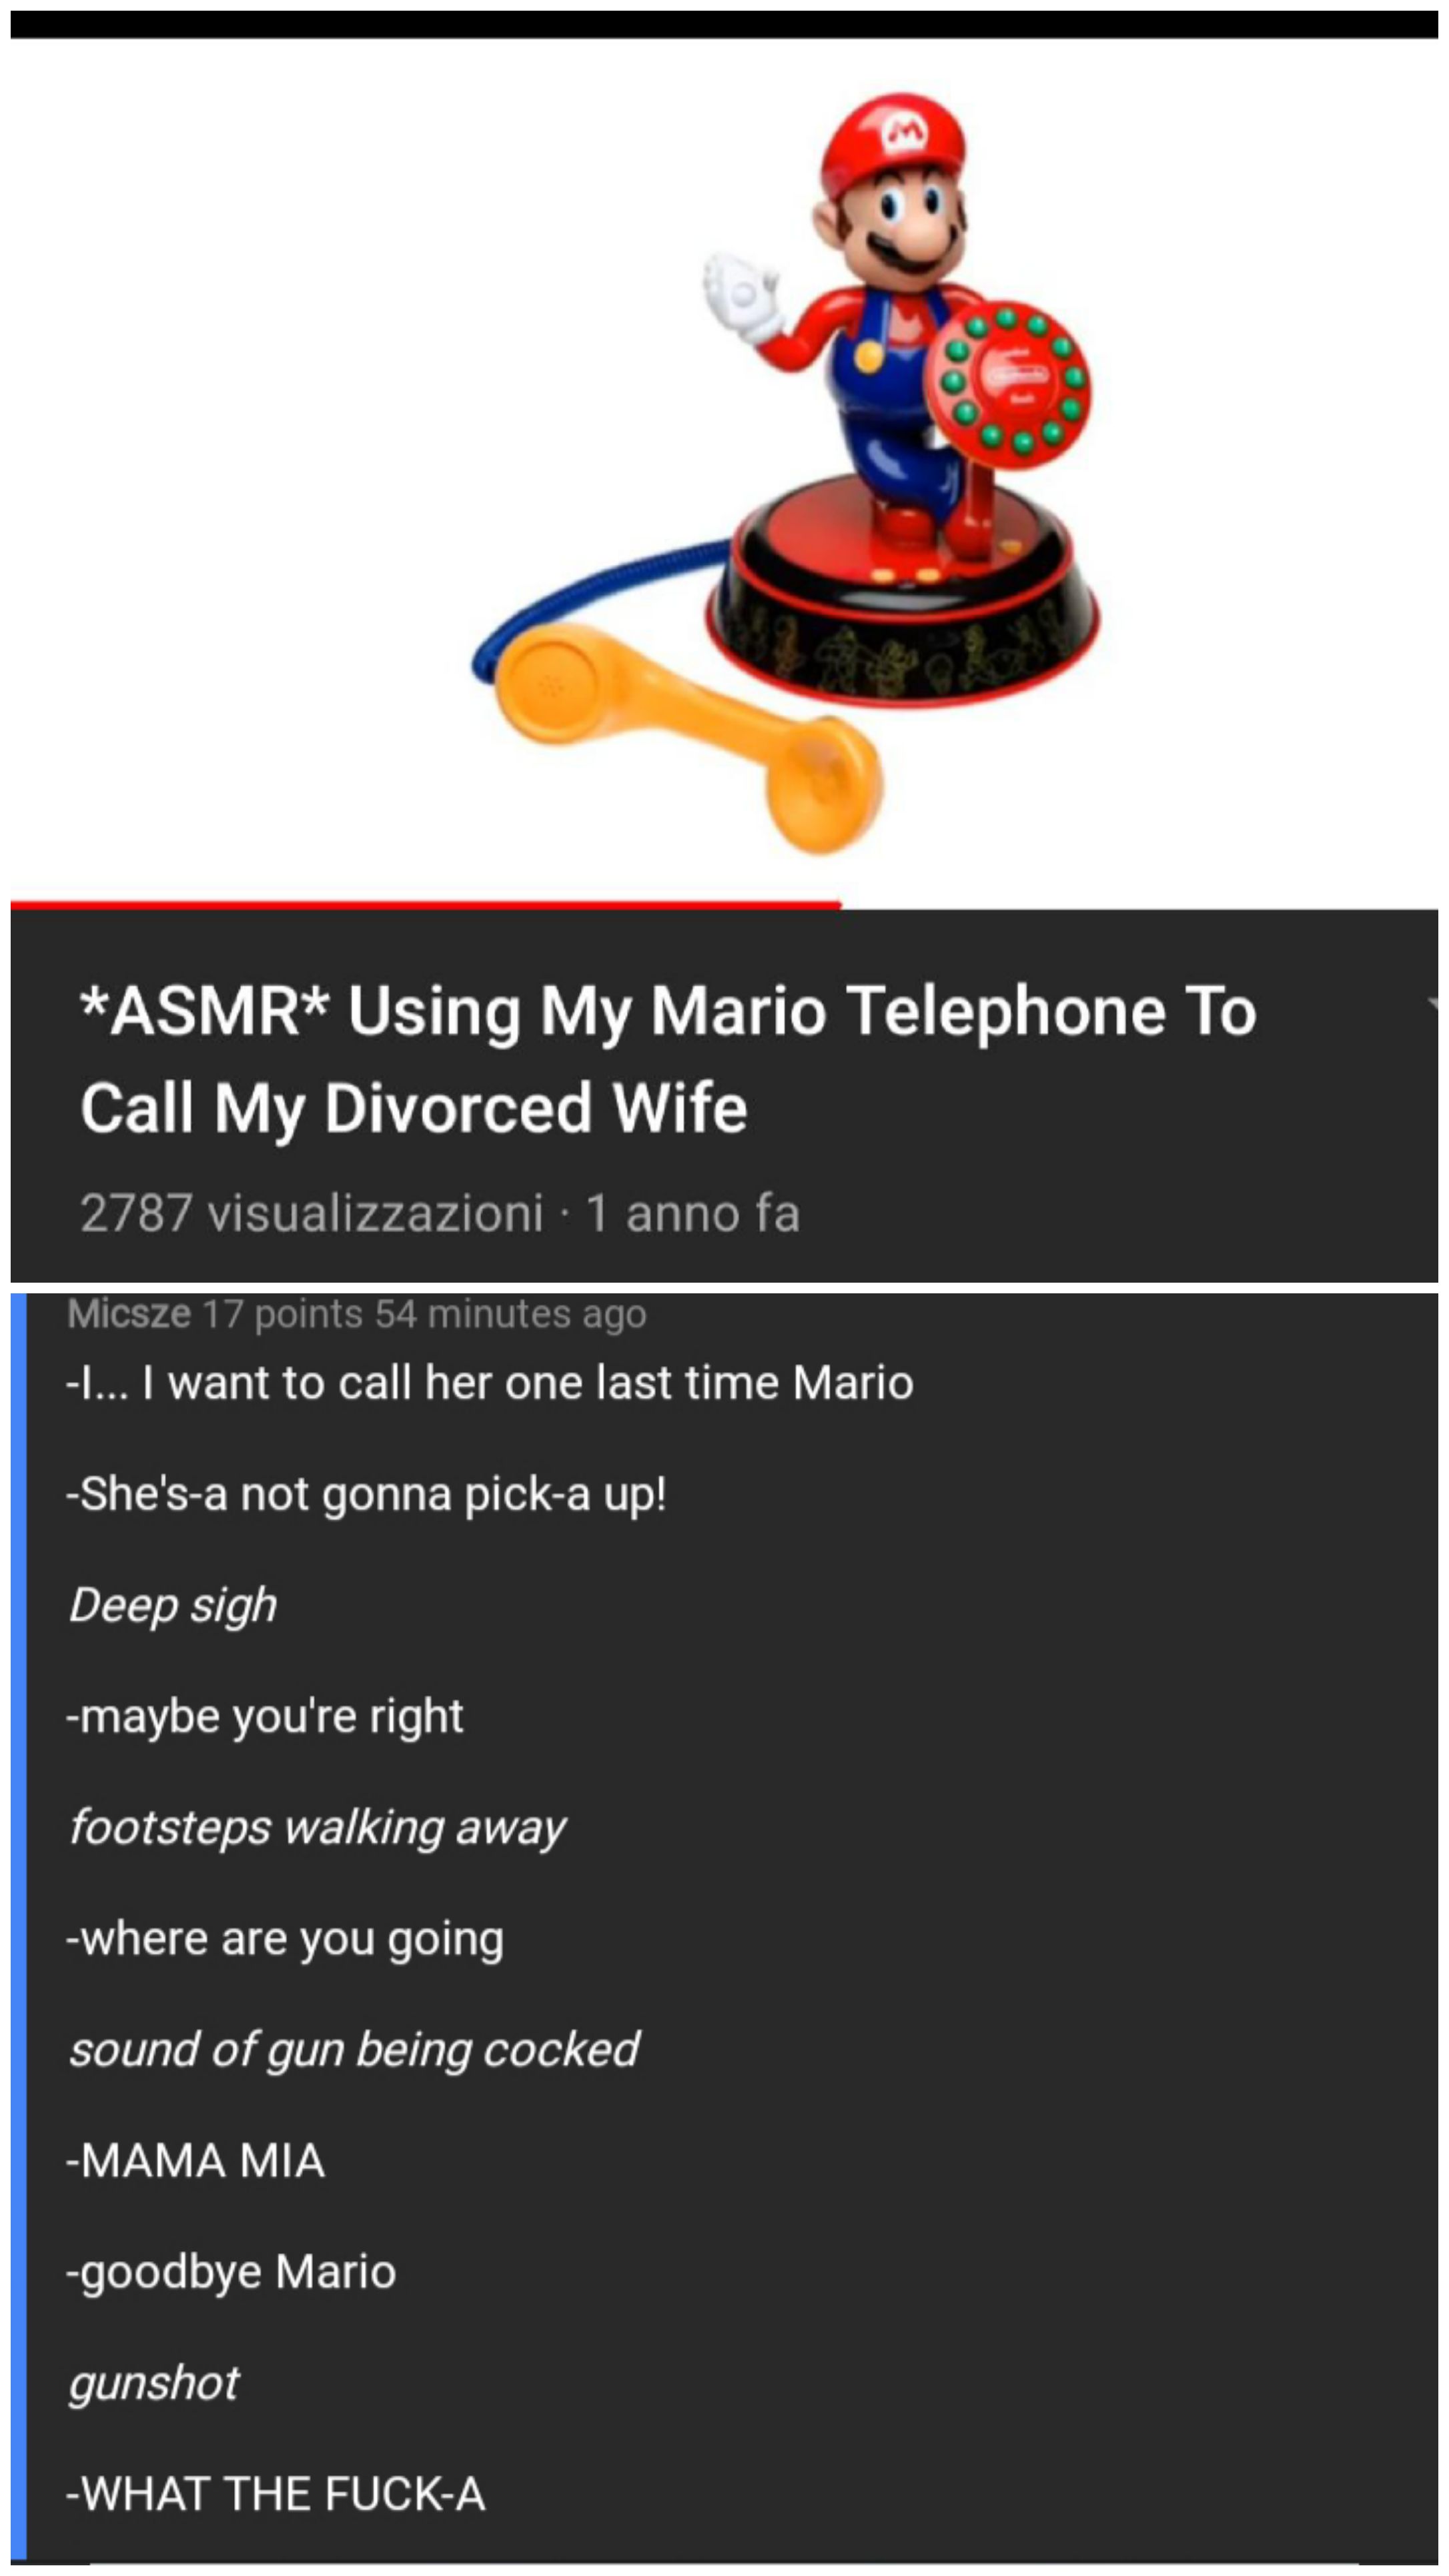 M
Nintendo
*ASMR* Using My Mario Telephone To
Call My Divorced Wife
2787 visualizzazioni · 1 anno fa
Micsze 17 points 54 minutes ago
-I... I want to call her one last time Mario
-She's-a not gonna pick-a up!
Deep sigh
-maybe you're right
footsteps walking away
-where are you going
sound of gun being cocked
-MAMA MIA
-goodbye Mario
gunshot
-WHAT THE FUCK-A